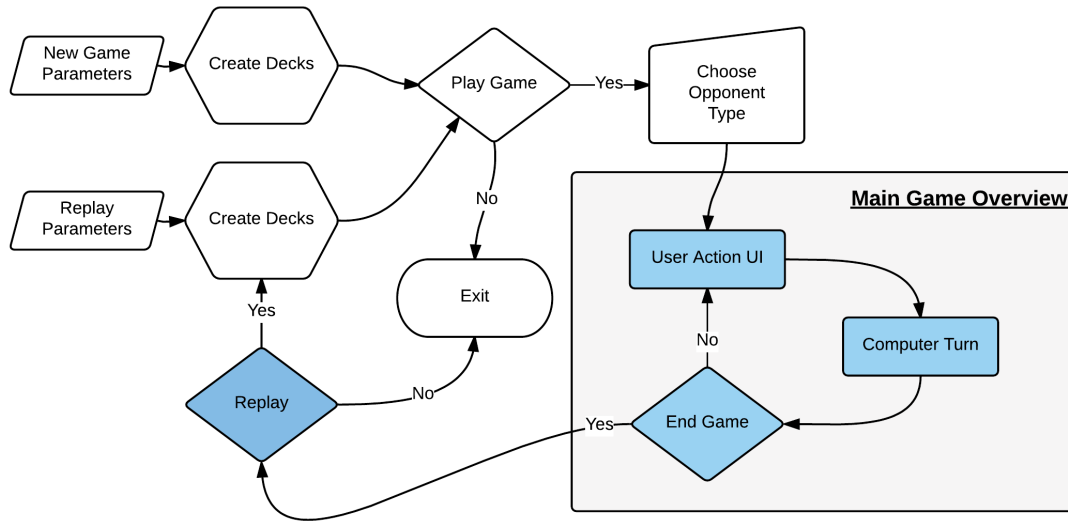 New Game
Parameters
Create Decks
Play Game
Yes
Choose
Opponent
Type
Replay
Parameters
Create Decks
No
Main Game Overview
User Action UI
Exit
Yes
No
Computer Turn
Replay
No
Yes
End Game